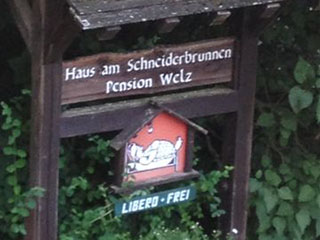 Haus am Schneiderbrunnen
Pension Welz
LIBERO - FREI